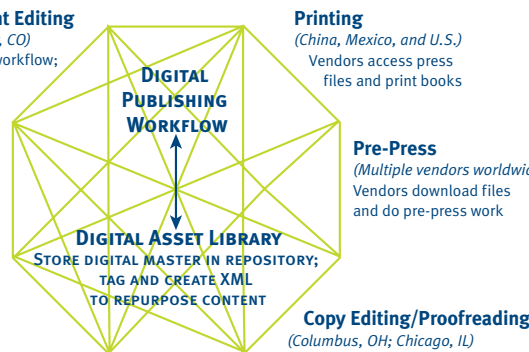 Editing
CO)
workflow;
Printing
(China, Mexico, and U.S.)
Vendors access press
files and print books
DIGITAL
PUBLISHING
WORKFLOW
Pre-Press
(Multiple vendors
Vendors download files
and do pre-press work
DIGITAL ASSET LIBRARY
STORE DIGITAL MASTER IN REPOSITORY;
TAG AND CREATE XML
TO REPURPOSE CONTENT
Copy Editing/Proofreading
(Columbus, OH; Chicago, IL)